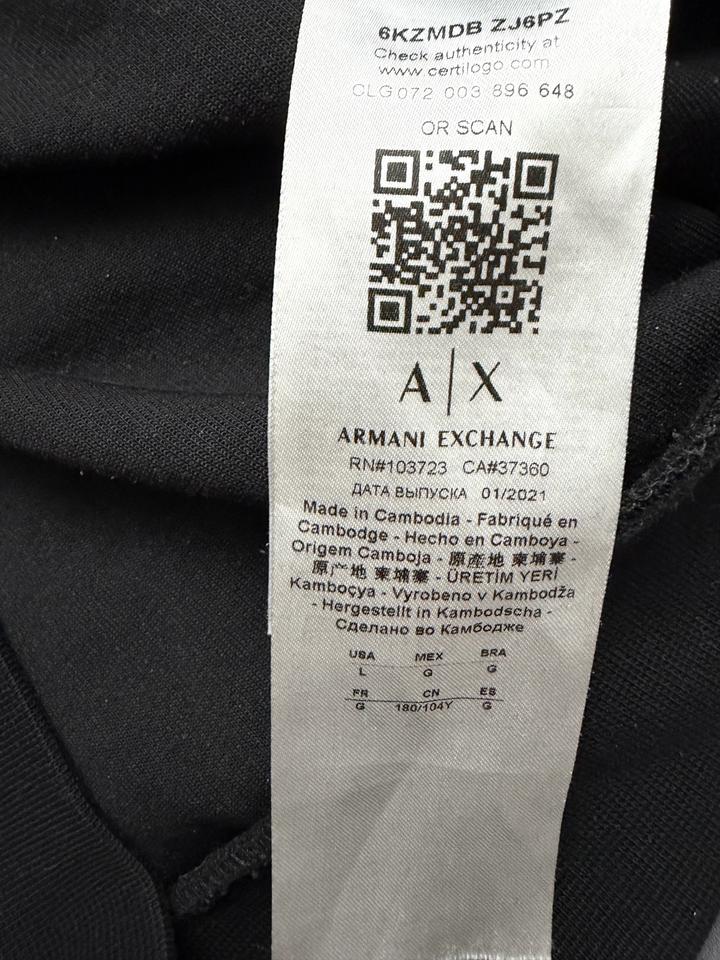 6KZMDB ZJ6PZ
Check authenticity at
www.certilogo.com
CLG072 003 896 648
OR SCAN
A|X
ARMANI EXCHANGE
RN#103723 CA#37360
ДАТА ВЫПУСКА 01/2021
Made in Cambodia - Fabriqué en
Cambodge - Hecho en Camboya -
Origem Camboja - 原產地 柬埔寨 -
原产地 柬埔寨 - ÜRETİM YERİ
Kamboçya - Vyrobeno v Kambodža
- Hergestellt in Kambodscha -
Сделано во Камбодже
USA MEX BRA
L G G
FR CN ES
G 180/104Y G